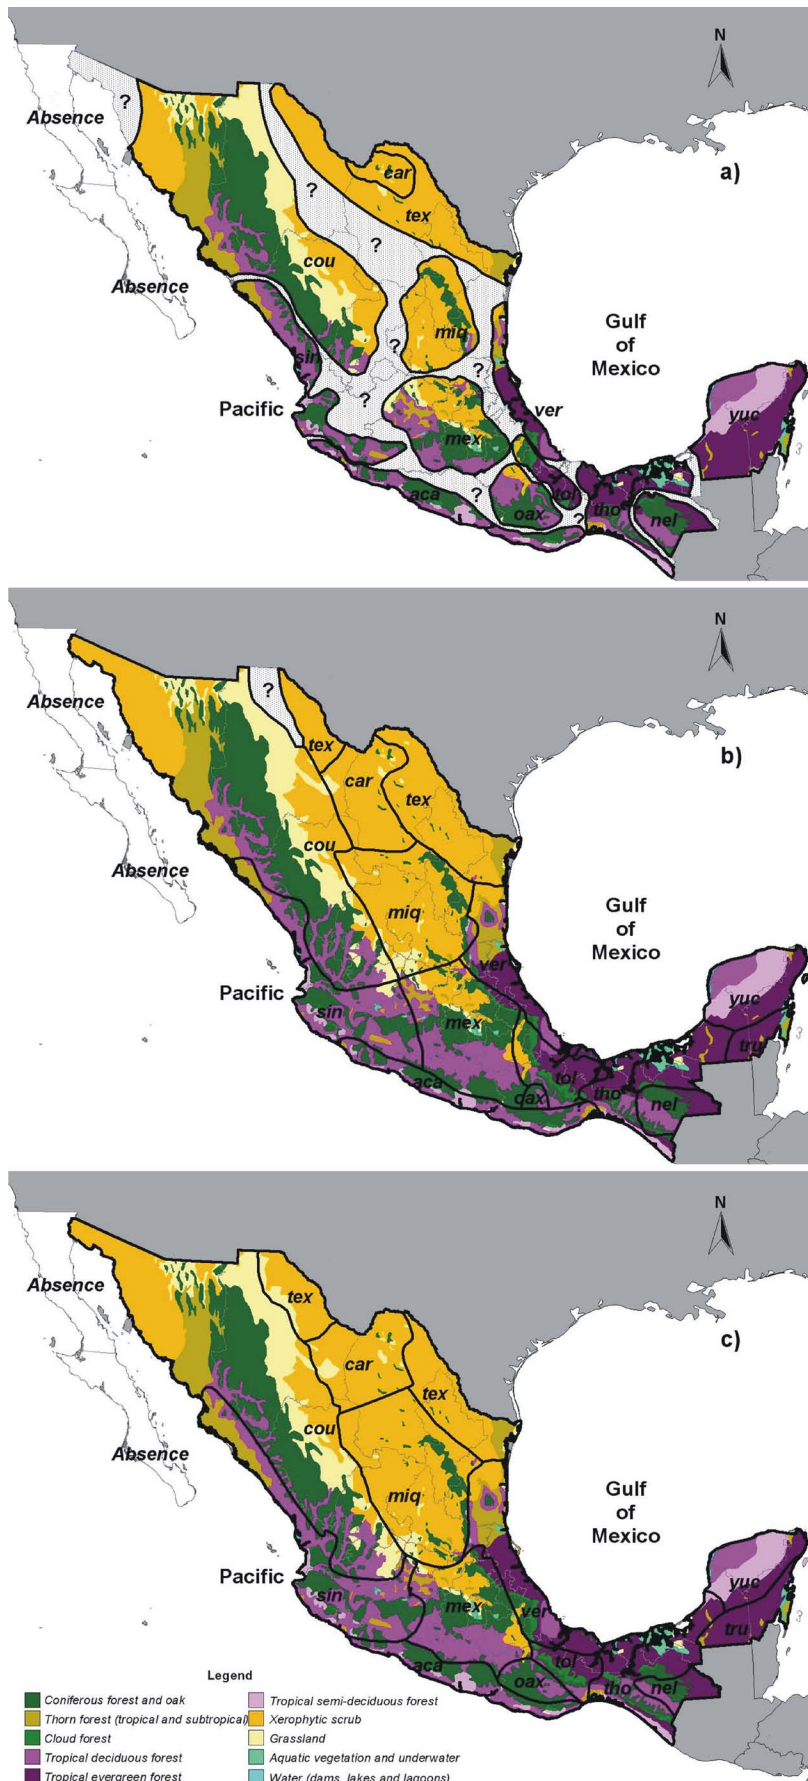 N
?
Absence
a)
car
?
tex
?
cou
Absence
miq
Gulf
of
Mexico
?
sin
?
Pacific
?
ver
yuc
mex
aca
?
tol
oax
?
tho
nel
N
?
Absence
tex
b)
car
tex
cou
Absence
miq
Gulf
of
Mexico
ver
Pacific
yuc
sin
mex
tru
tol
aca
oax
tho
nel
N
Absence
tex
c)
car
tex
cou
Absence
miq
Gulf
of
Mexico
Pacific
yuc
sin
mex
ver
tru
tol
aca
oax
tho
nel
Legend
Coniferous forest and oak
Thorn forest (tropical and subtropical)
Cloud forest
Tropical deciduous forest
Tropical evergreen forest
Tropical semi-deciduous forest
Xerophytic scrub
Grassland
Aquatic vegetation and underwater
Water (dams, lakes and lagoons)